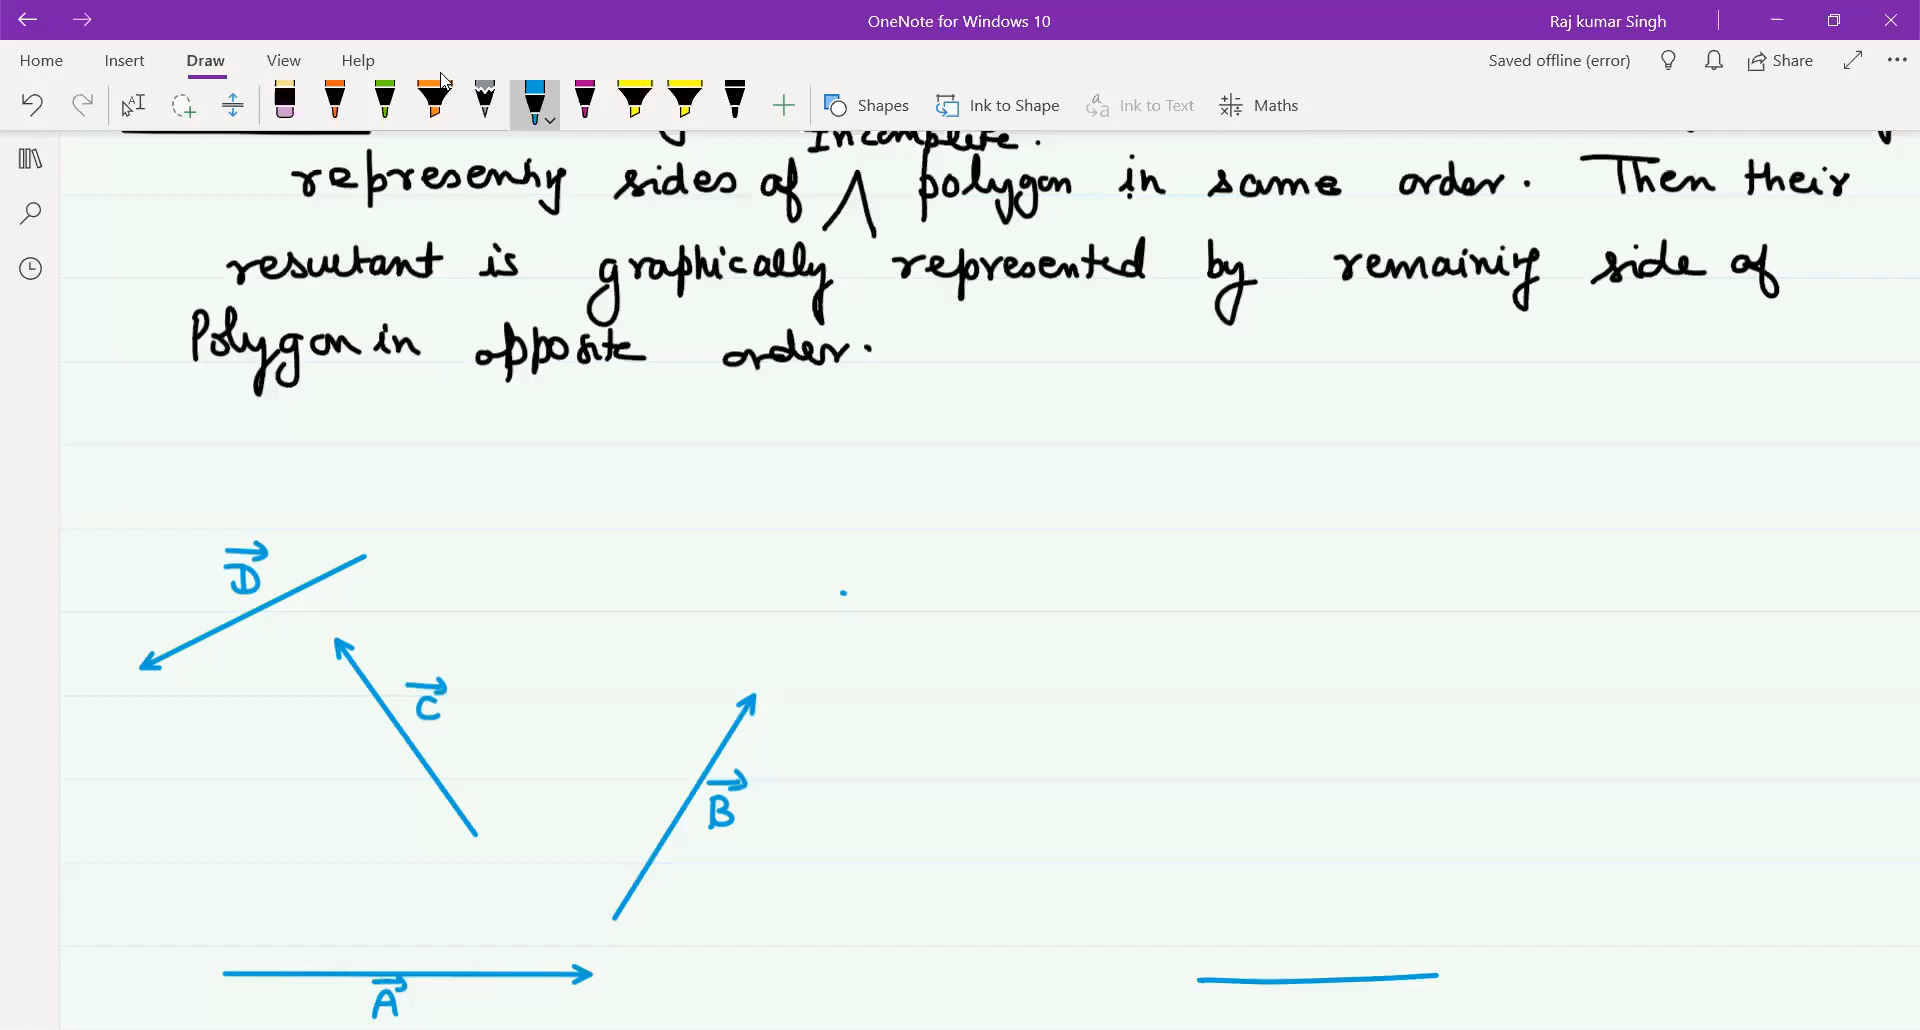 OneNote for Windows 10
Raj kumar Singh
Home Insert Draw View Help
Saved offline (error)
Share
Shapes
Ink to Shape
Ink to Text
Maths
Incomplete.
representing sides of ⋀ polygon in same order. Then their
resultant is graphically represented by remaining side of
Polygon in opposite order.
D
C
B
A